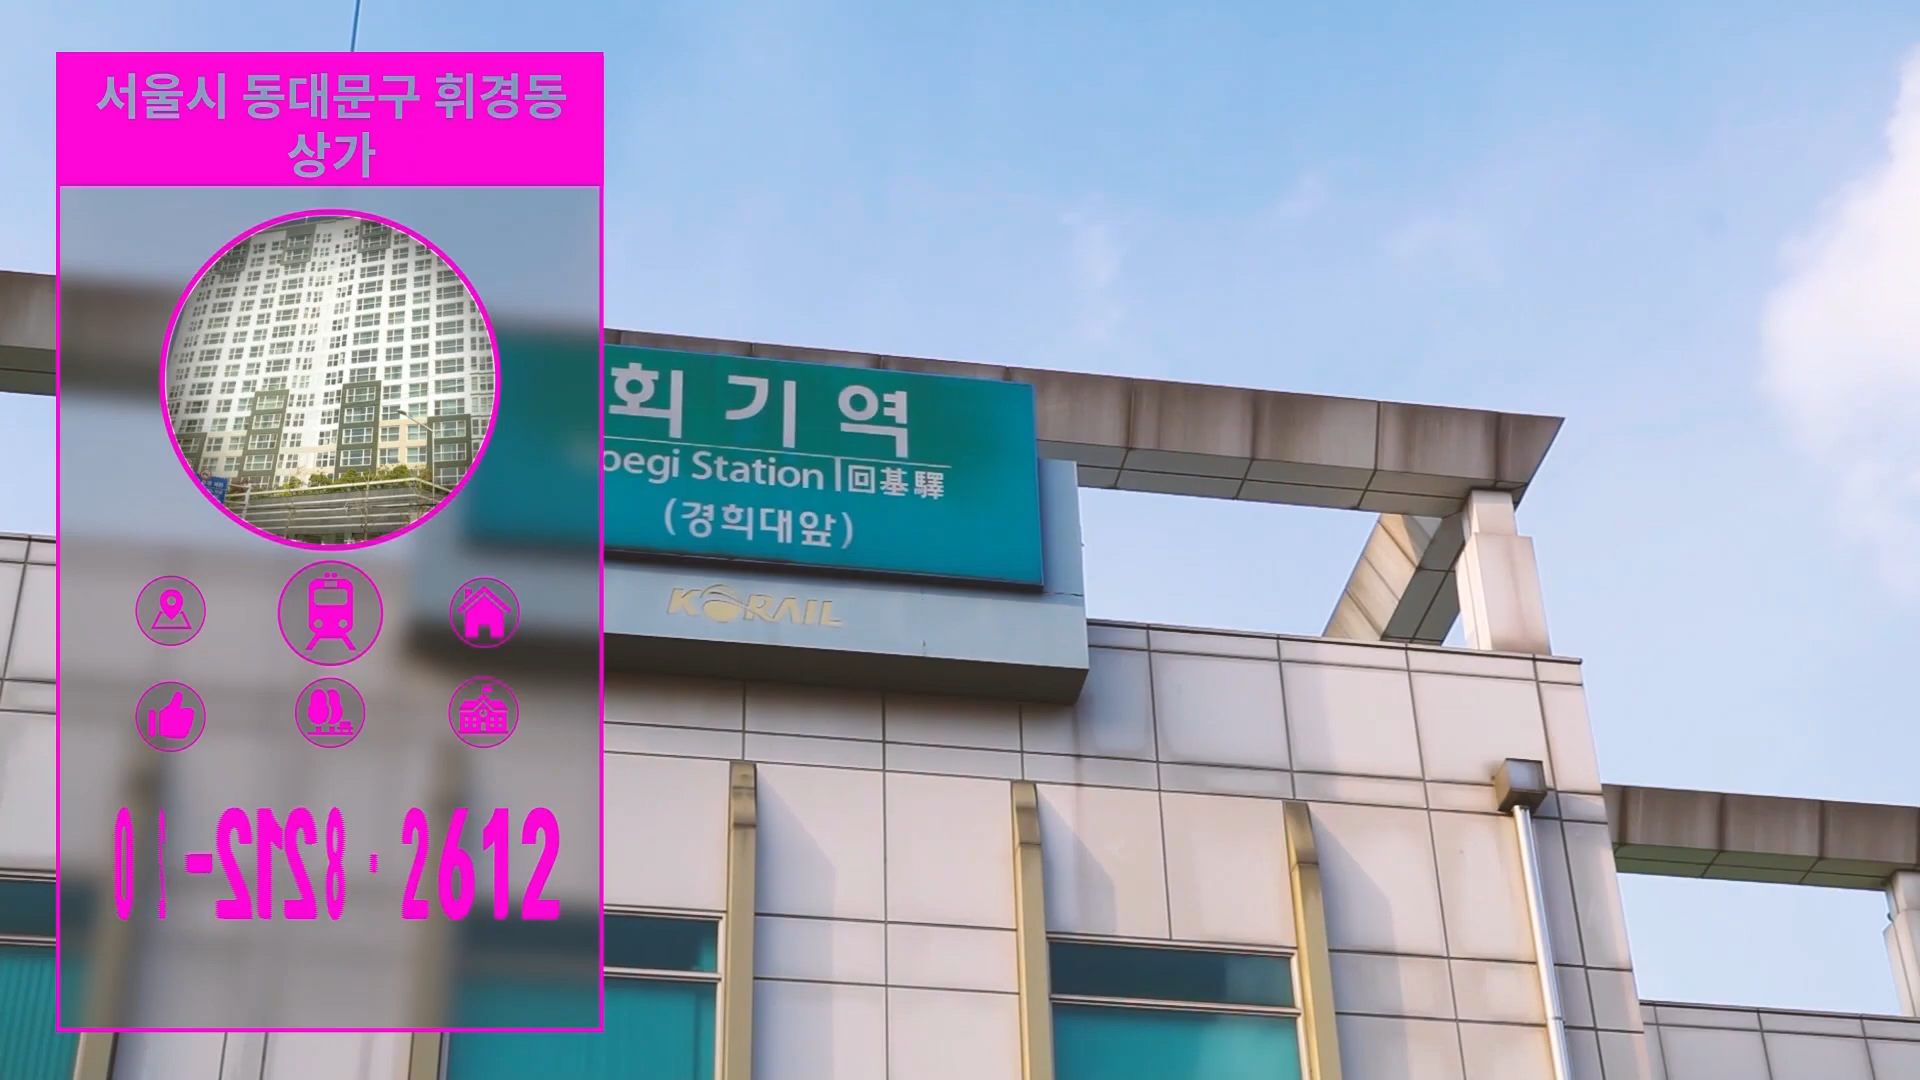 서울시 동대문구 휘경동
상가
회기역
oegi Station | 回基驛
(경희대앞)
KORAIL
2612